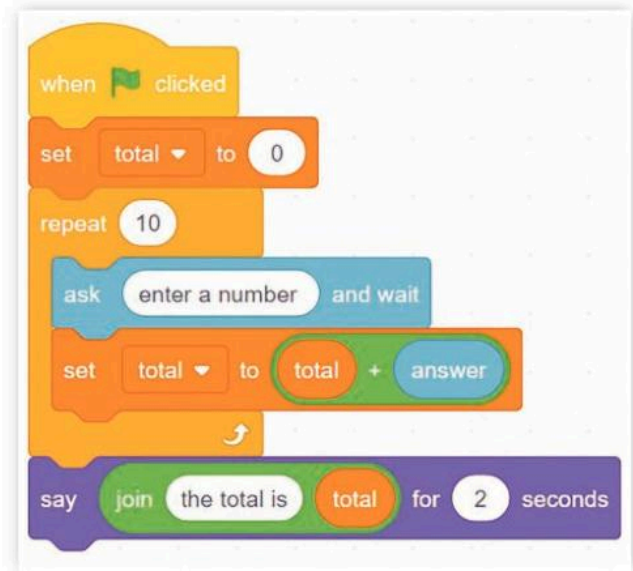 when clicked
set total to 0
repeat 10
ask enter a number and wait
set total to total + answer
say join the total is total for 2 seconds